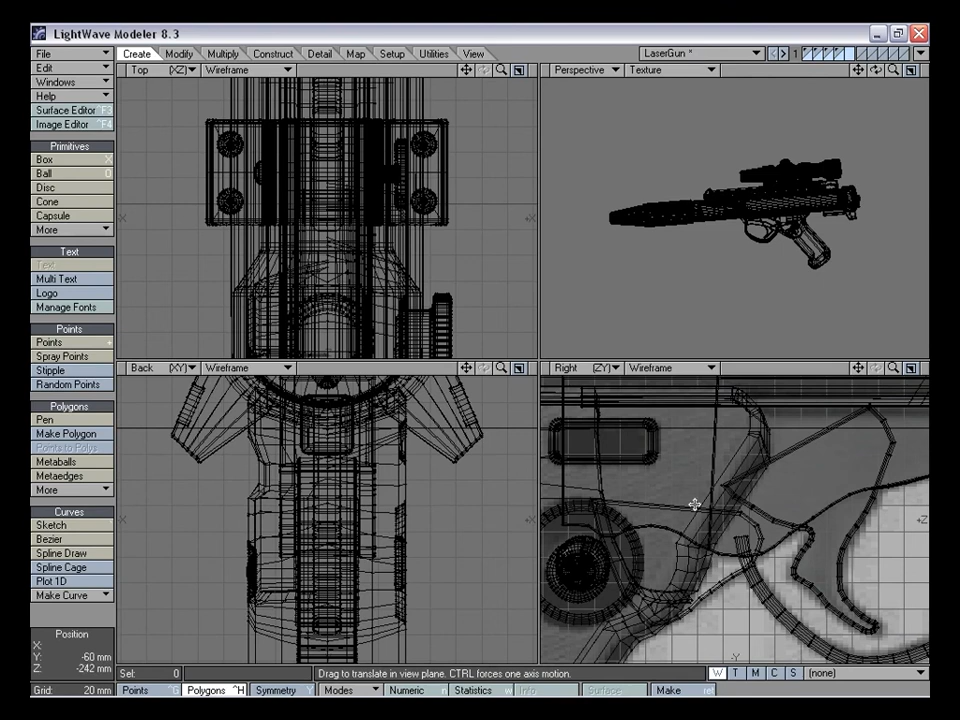 LightWave Modeler 8.3
File
Create Modify Multiply Construct Detail Map Setup Utilities View LaserGun * 1
Edit
Top (XZ) Wireframe Perspective Texture
Windows
Help
Surface Editor F3
Image Editor ^F4
Primitives
Box X
Ball O
Disc
Cone
Capsule
More
-X +X
Text
Text
Multi Text
Logo
Manage Fonts
Points
Points +
Spray Points
Stipple
Back (XY) Wireframe Right (ZY) Wireframe
Random Points
Polygons
Pen
Make Polygon
Points to Polys
Metaballs
Metaedges
More
Curves
Sketch
-X +X +Z
Bezier
Spline Draw
Spline Cage
Plot 1D
Make Curve
Position
X:
Y: -60 mm
-Y
Z: -242 mm
Sel: 0 Drag to translate in view plane. CTRL forces one axis motion. W T M C S (none)
Grid: 20 mm Points ^G Polygons ^H Symmetry Y Modes Numeric n Statistics w Info i Surface q Make ret